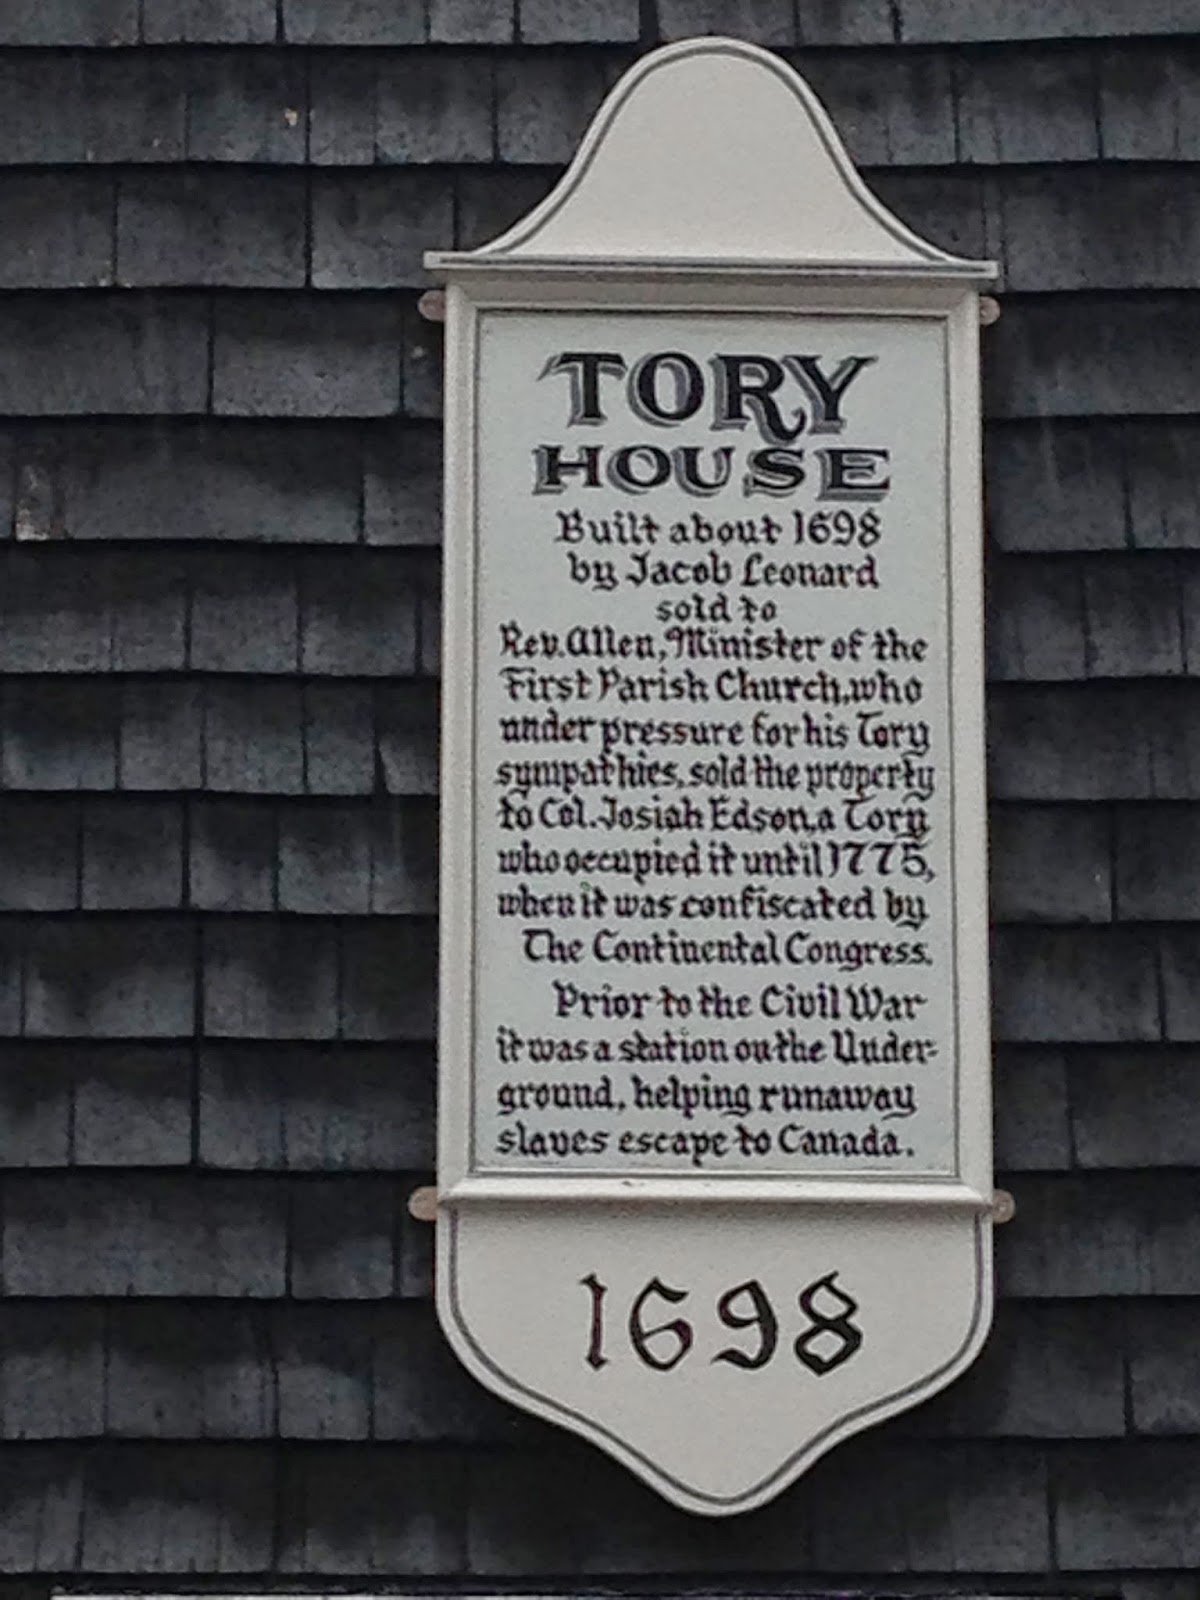 TORY
HOUSE
Built about 1698
by Jacob Leonard
sold to
Rev. Allen, Minister of the
First Parish Church, who
under pressure for his Tory
sympathies, sold the property
to Col. Josiah Edson, a Tory
who occupied it until 1775,
when it was confiscated by
The Continental Congress.
Prior to the Civil War
it was a station on the Under-
ground, helping runaway
slaves escape to Canada.
1698